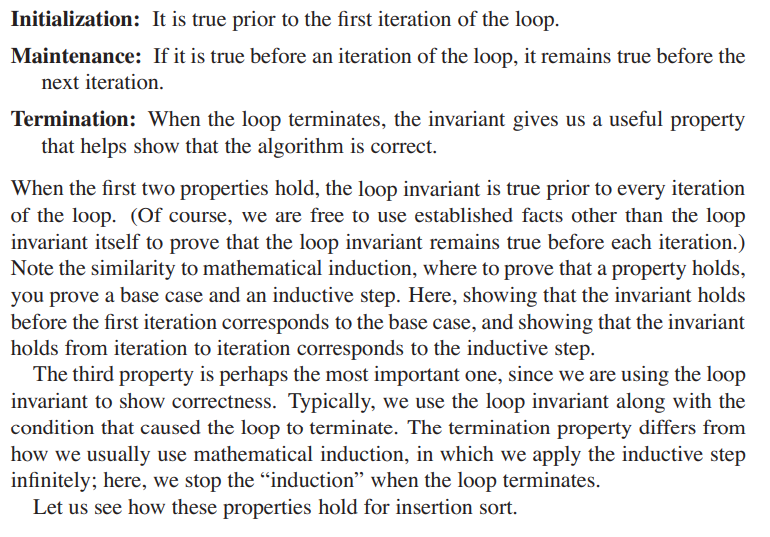 Initialization: It is true prior to the first iteration of the loop.
Maintenance: If it is true before an iteration of the loop, it remains true before the
next iteration.
Termination: When the loop terminates, the invariant gives us a useful property
that helps show that the algorithm is correct.
When the first two properties hold, the loop invariant is true prior to every iteration
of the loop. (Of course, we are free to use established facts other than the loop
invariant itself to prove that the loop invariant remains true before each iteration.)
Note the similarity to mathematical induction, where to prove that a property holds,
you prove a base case and an inductive step. Here, showing that the invariant holds
before the first iteration corresponds to the base case, and showing that the invariant
holds from iteration to iteration corresponds to the inductive step.
The third property is perhaps the most important one, since we are using the loop
invariant to show correctness. Typically, we use the loop invariant along with the
condition that caused the loop to terminate. The termination property differs from
how we usually use mathematical induction, in which we apply the inductive step
infinitely; here, we stop the “induction” when the loop terminates.
Let us see how these properties hold for insertion sort.